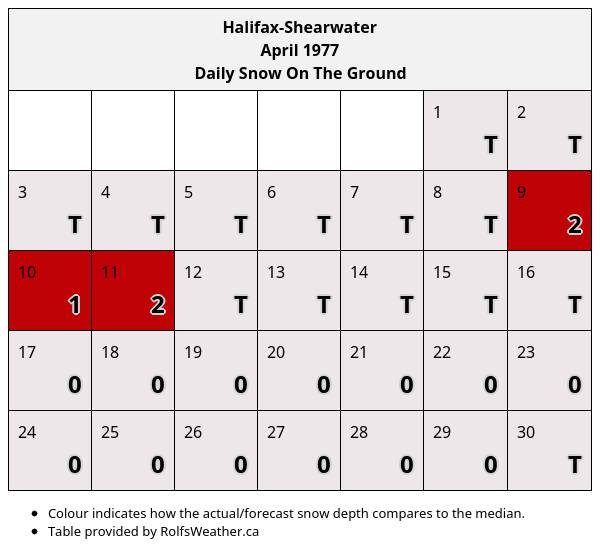 Halifax-Shearwater
April 1977
Daily Snow On The Ground
1 2
T T
3 4 5 6 7 8 9
T T T T T T 2
10 11 12 13 14 15 16
1 2 T T T T T
17 18 19 20 21 22 23
0 0 0 0 0 0 0
24 25 26 27 28 29 30
0 0 0 0 0 0 T
• Colour indicates how the actual/forecast snow depth compares to the median.
• Table provided by RolfsWeather.ca